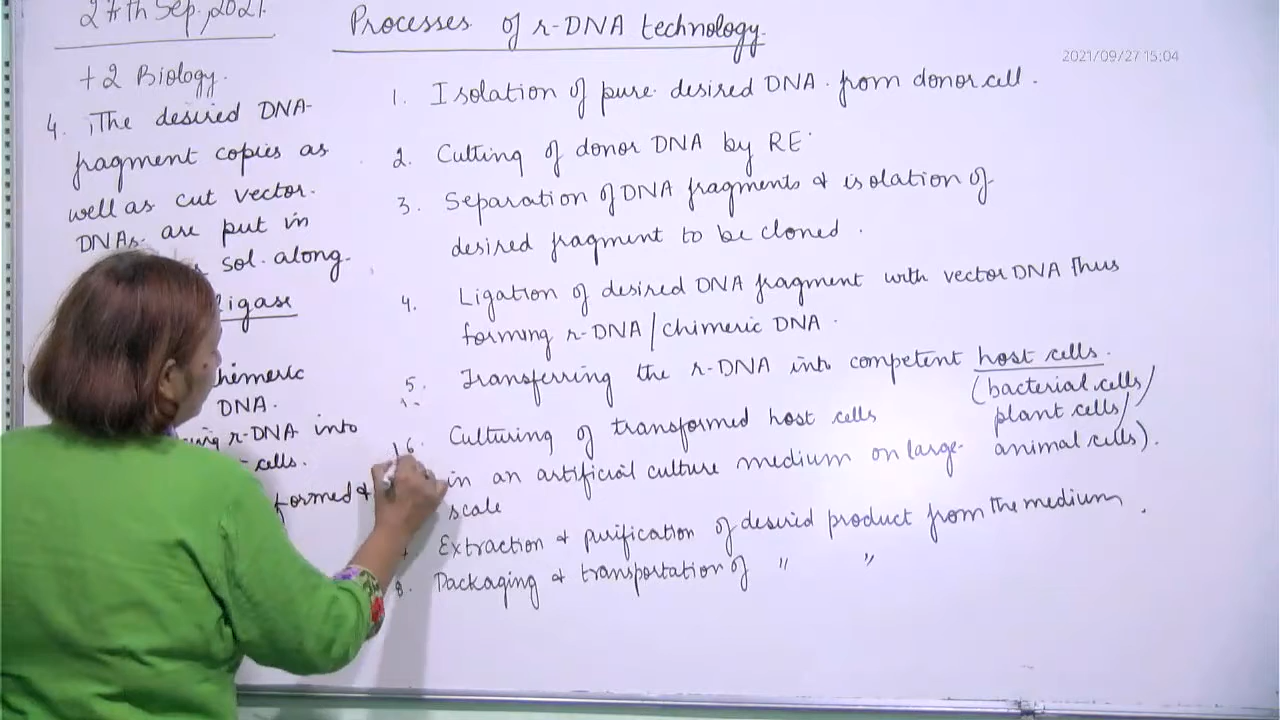 27th Sep., 2021.
Processes of r-DNA technology.
2021/09/27 15:04
+2 Biology.
4. The desired DNA-
fragment copies as
well as cut vector.
DNAs are put in
sol. along-
ligase
himeric
DNA.
r-DNA into
cells.
formed &
1. Isolation of pure desired DNA from donor cell.
2. Cutting of donor DNA by RE
3. Separation of DNA fragments & isolation of
desired fragment to be cloned.
4. Ligation of desired DNA fragment with vector DNA thus
forming r-DNA/chimeric DNA.
5. Transferring the r-DNA into competent host cells.
(bacterial cells/
plant cells/
animal cells).
6. Culturing of transformed host cells
in an artificial culture medium on large-
scale
Extraction & purification of desired product from the medium.
8. Packaging & transportation of " "